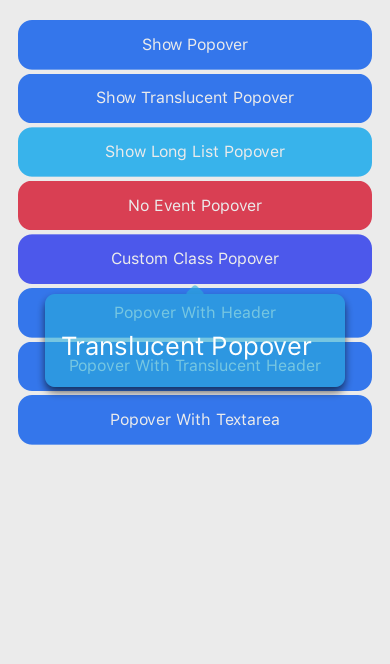 Show Popover
Show Translucent Popover
Show Long List Popover
No Event Popover
Custom Class Popover
Popover With Header
Translucent Popover
Popover With Translucent Header
Popover With Textarea